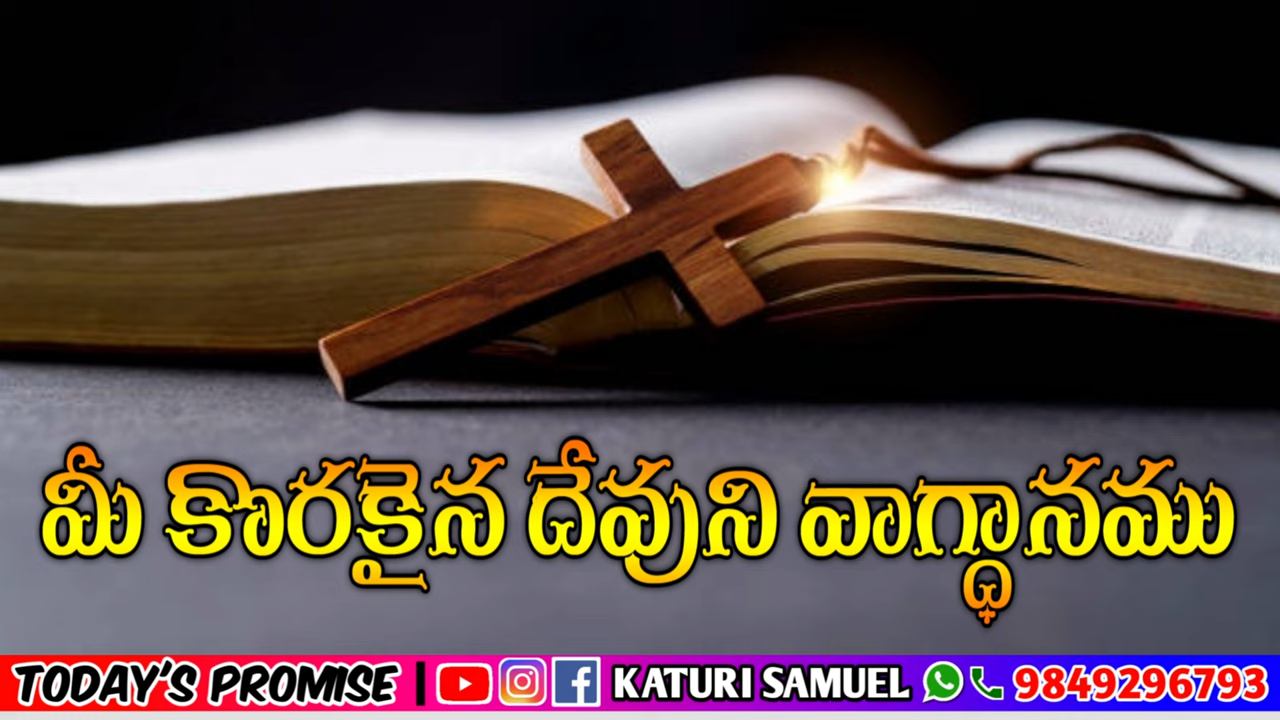 మీ కొరకైన దేవుని వాగ్ధానము
TODAY'S PROMISE | KATURI SAMUEL 9849296793